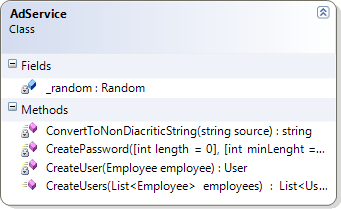 AdService
Class
Fields
_random : Random
Methods
ConvertToNonDiacriticString(string source) : string
CreatePassword([int length = 0], [int minLenght =...
CreateUser(Employee employee) : User
CreateUsers(List<Employee> employees) : List<Us...